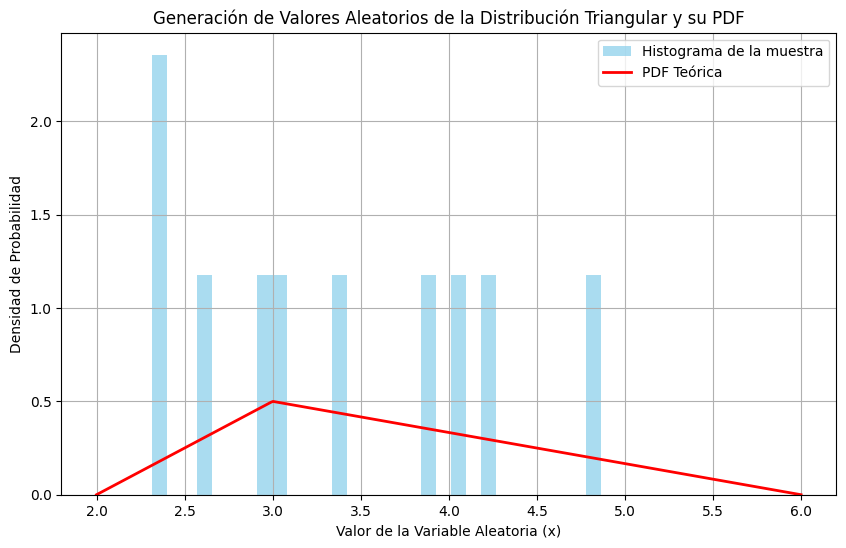 Generación de Valores Aleatorios de la Distribución Triangular y su PDF
Histograma de la muestra
PDF Teórica
Densidad de Probabilidad
2.0
1.5
1.0
0.5
0.0
2.0 2.5 3.0 3.5 4.0 4.5 5.0 5.5 6.0
Valor de la Variable Aleatoria (x)